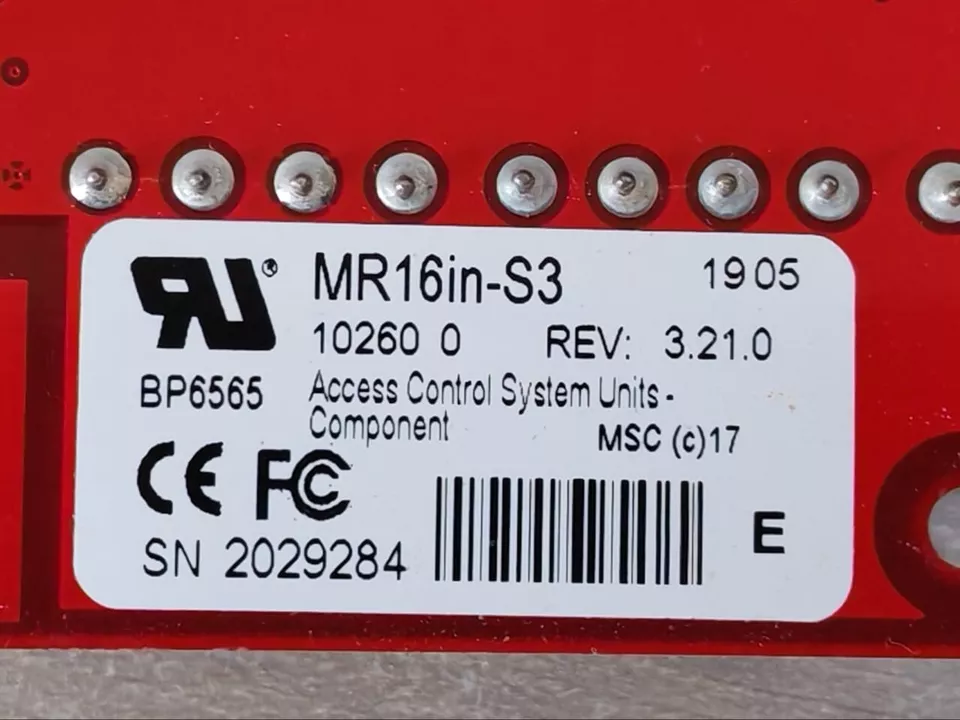 MR16in-S3 1905
10260 0 REV: 3.21.0
BP6565 Access Control System Units -
Component MSC (c)17
CE FC
SN 2029284 E